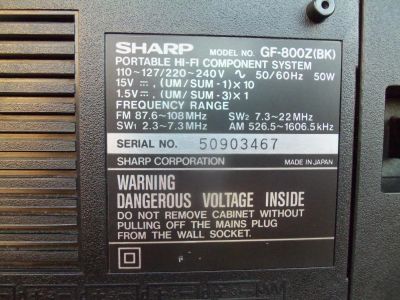 SHARP MODEL NO. GF-800Z(BK)
PORTABLE HI-FI COMPONENT SYSTEM
110~127/220~240V ∿ 50/60Hz 50W
15V ⎓, (UM/SUM-1)×10
1.5V ⎓, (UM/SUM-3)×1
FREQUENCY RANGE
FM 87.6~108MHz SW2 7.3~22MHz
SW1 2.3~7.3MHz AM 526.5~1606.5kHz
SERIAL NO. 50903467
SHARP CORPORATION MADE IN JAPAN
WARNING
DANGEROUS VOLTAGE INSIDE
DO NOT REMOVE CABINET WITHOUT
PULLING OFF THE MAINS PLUG
FROM THE WALL SOCKET.